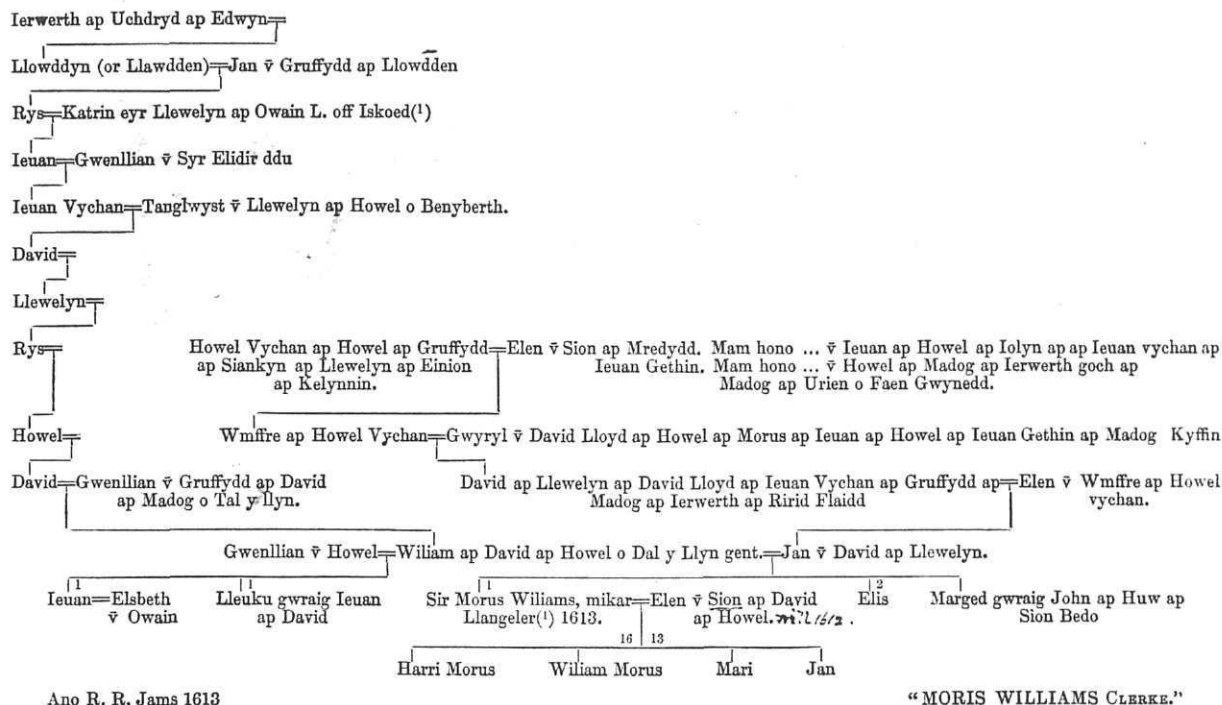 Ierwerth ap Uchdryd ap Edwyn=
Llowddyn (or Llawdden)=Jan v̄ Gruffydd ap Llowdden
Rys=Katrin eyr Llewelyn ap Owain L. off Iskoed(¹)
Ieuan=Gwenllian v̄ Syr Elidir ddu
Ieuan Vychan=Tanglwyst v̄ Llewelyn ap Howel o Benyberth.
David=
Llewelyn=
Rys=
Howel Vychan ap Howel ap Gruffydd=Elen v̄ Sion ap Mredydd. Mam hono ... v̄ Ieuan ap Howel ap Iolyn ap ap Ieuan vychan ap
ap Siankyn ap Llewelyn ap Einion
ap Kelynnin.
Ieuan Gethin. Mam hono ... v̄ Howel ap Madog ap Ierwerth goch ap
Madog ap Urien o Faen Gwynedd.
Howel=
Wmffre ap Howel Vychan=Gwyryl v̄ David Lloyd ap Howel ap Morus ap Ieuan ap Howel ap Ieuan Gethin ap Madog Kyffin
David=Gwenllian v̄ Gruffydd ap David
ap Madog o Tal y llyn.
David ap Llewelyn ap David Lloyd ap Ieuan Vychan ap Gruffydd ap=Elen v̄ Wmffre ap Howel
Madog ap Ierwerth ap Ririd Flaidd
vychan.
Gwenllian v̄ Howel=Wiliam ap David ap Howel o Dal y Llyn gent.=Jan v̄ David ap Llewelyn.
1
Ieuan=Elsbeth
v̄ Owain
1
Lleuku gwraig Ieuan
ap David
1
Sir Morus Wiliams, mikar=Elen v̄ Sion ap David
Llangeler(¹) 1613.
ap Howel. 1612.
2
Elis
Marged gwraig John ap Huw ap
Sion Bedo
16 13
Harri Morus
Wiliam Morus
Mari
Jan
Ano R. R. Jams 1613
"MORIS WILLIAMS CLERKE."